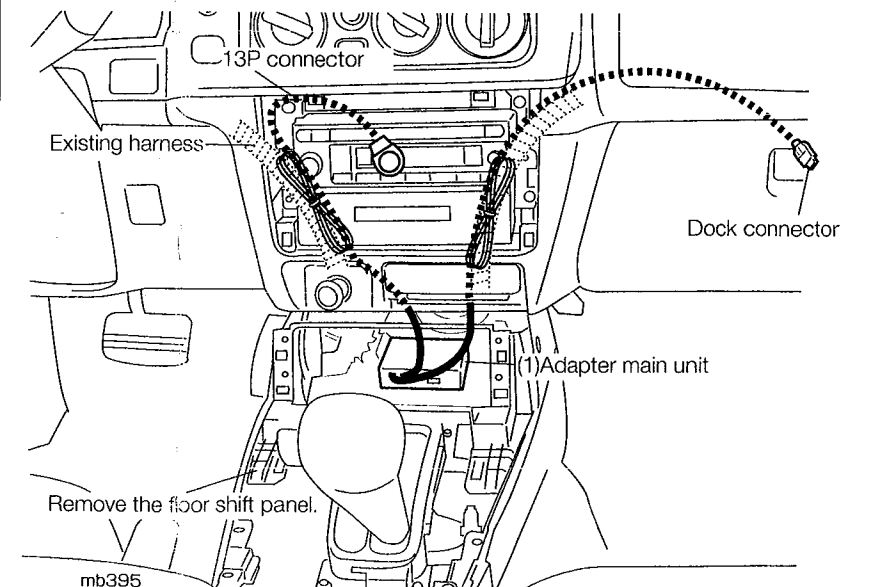 13P connector
Existing harness
Dock connector
(1)Adapter main unit
Remove the floor shift panel.
mb395